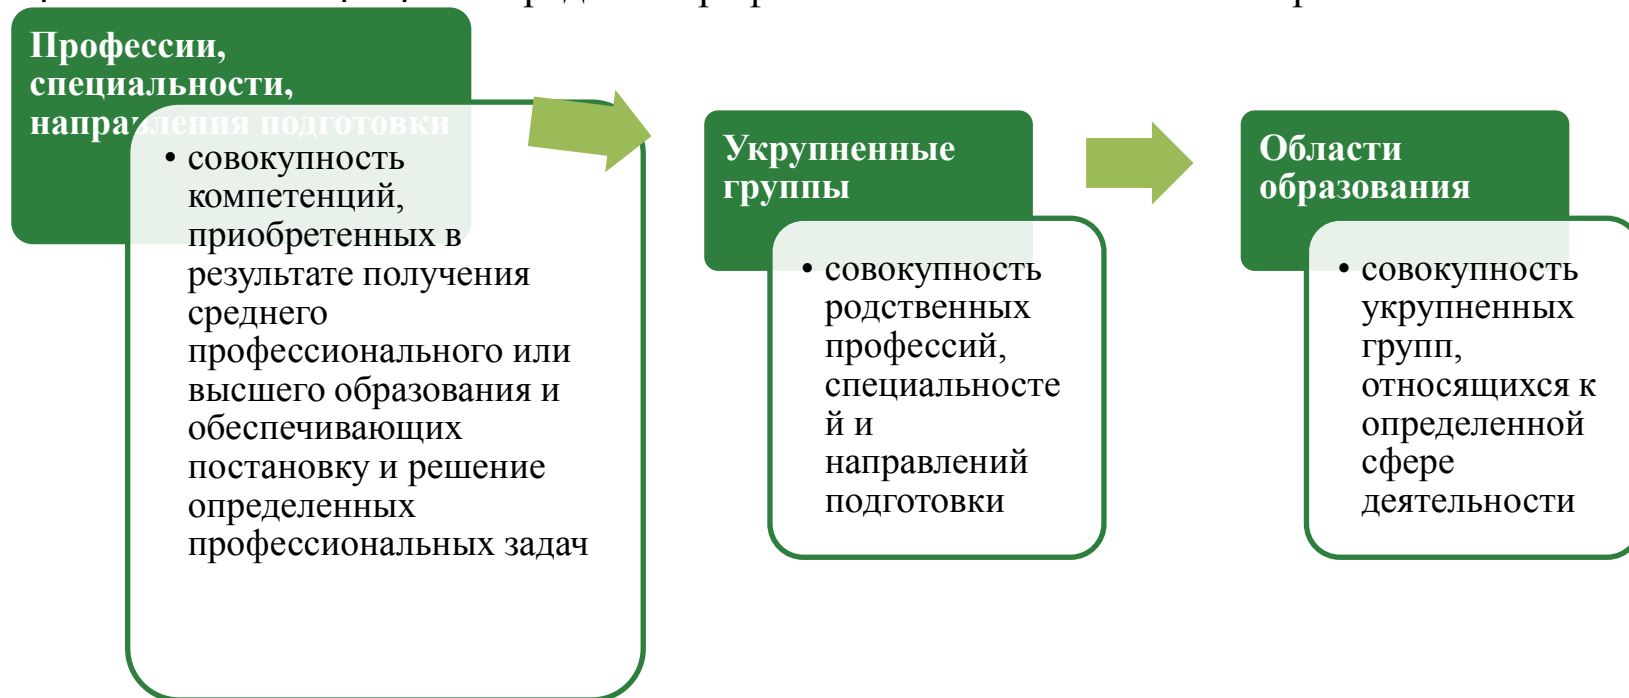 Профессии,
специальности,
направления подготовки
• совокупность
компетенций,
приобретенных в
результате получения
среднего
профессионального или
высшего образования и
обеспечивающих
постановку и решение
определенных
профессиональных задач
Укрупненные
группы
• совокупность
родственных
профессий,
специальносте
й и
направлений
подготовки
Области
образования
• совокупность
укрупненных
групп,
относящихся к
определенной
сфере
деятельности